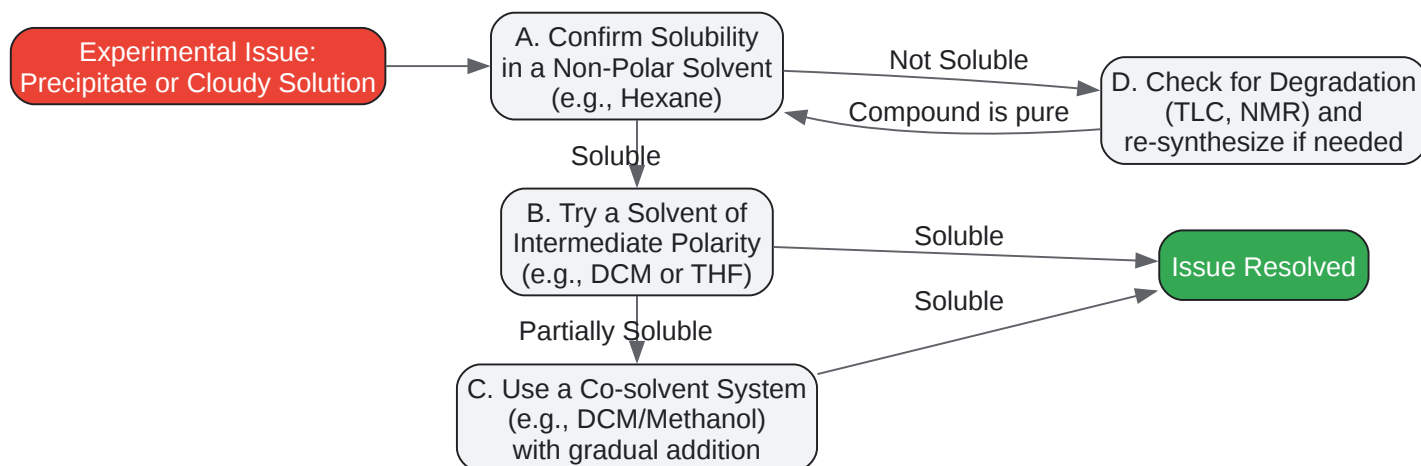 Experimental Issue:
Precipitate or Cloudy Solution
A. Confirm Solubility
in a Non-Polar Solvent
(e.g., Hexane)
Not Soluble
Compound is pure
D. Check for Degradation
(TLC, NMR) and
re-synthesize if needed
Soluble
B. Try a Solvent of
Intermediate Polarity
(e.g., DCM or THF)
Soluble
Issue Resolved
Soluble
Partially Soluble
C. Use a Co-solvent System
(e.g., DCM/Methanol)
with gradual addition